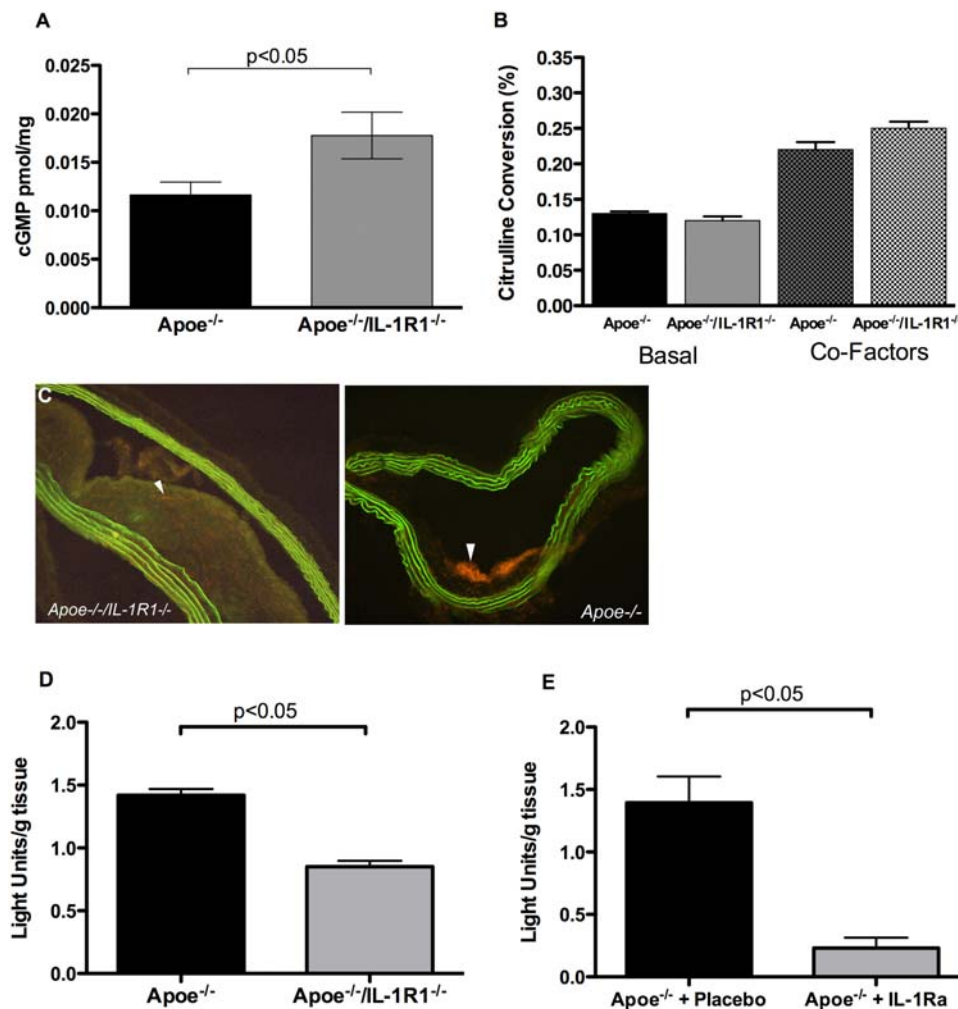 A
p<0.05
0.025
0.020
0.015
0.010
0.005
0.000
cGMP pmol/mg
Apoe⁻/⁻
Apoe⁻/⁻/IL-1R1⁻/⁻
B
0.35
0.30
0.25
0.20
0.15
0.10
0.05
0.00
Citrulline Conversion (%)
Apoe⁻/⁻ Apoe⁻/⁻/IL-1R1⁻/⁻ Apoe⁻/⁻ Apoe⁻/⁻/IL-1R1⁻/⁻
Basal Co-Factors
C
Apoe-/-/IL-1R1-/-
Apoe-/-
D
p<0.05
2.0
1.5
1.0
0.5
0.0
Light Units/g tissue
Apoe⁻/⁻
Apoe⁻/⁻/IL-1R1⁻/⁻
E
p<0.05
2.0
1.5
1.0
0.5
0.0
Light Units/g tissue
Apoe⁻/⁻ + Placebo
Apoe⁻/⁻ + IL-1Ra